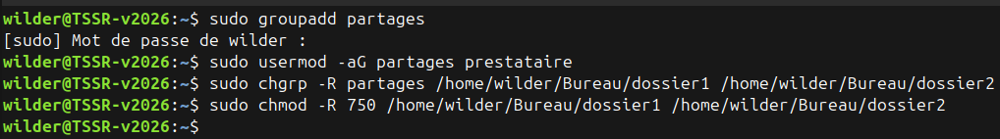 wilder@TSSR-v2026:~$ sudo groupadd partages
[sudo] Mot de passe de wilder :
wilder@TSSR-v2026:~$ sudo usermod -aG partages prestataire
wilder@TSSR-v2026:~$ sudo chgrp -R partages /home/wilder/Bureau/dossier1 /home/wilder/Bureau/dossier2
wilder@TSSR-v2026:~$ sudo chmod -R 750 /home/wilder/Bureau/dossier1 /home/wilder/Bureau/dossier2
wilder@TSSR-v2026:~$